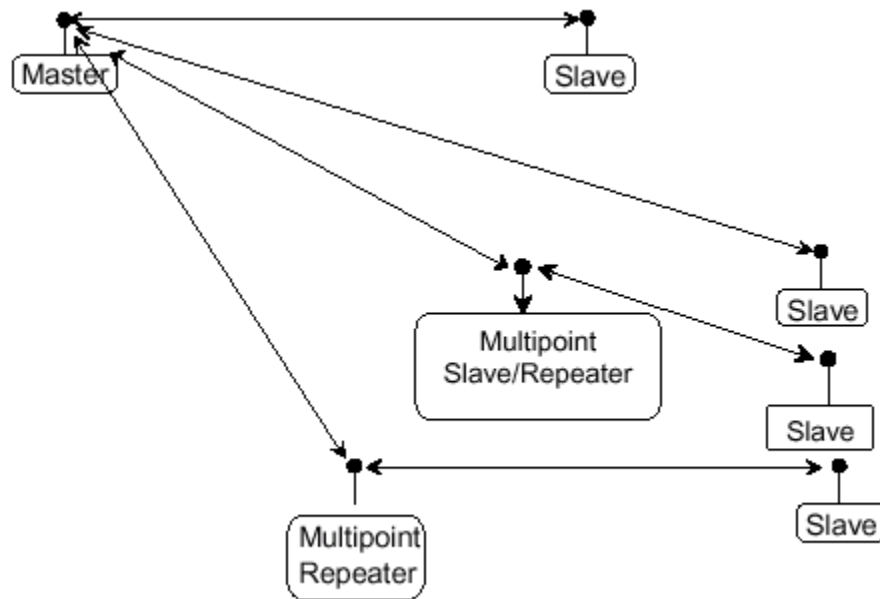 Master
Slave
Slave
Multipoint
Slave/Repeater
Slave
Slave
Multipoint
Repeater